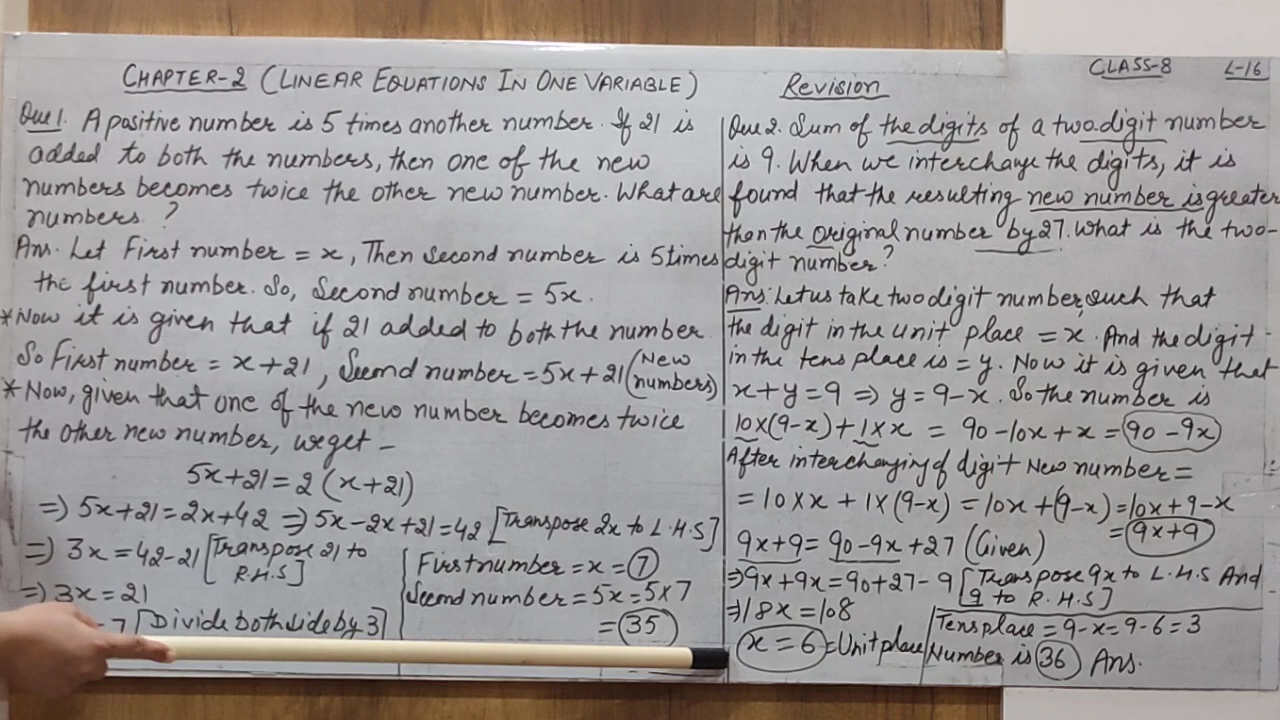 CHAPTER-2 (LINEAR EQUATIONS IN ONE VARIABLE)
Revision
CLASS-8
L-16
Que 1. A positive number is 5 times another number. If 21 is
added to both the numbers, then one of the new
numbers becomes twice the other new number. What are
numbers ?
Ans. Let First number = x, Then Second number is 5 times
the first number. So, Second number = 5x.
*Now it is given that if 21 added to both the number.
So First number = x+21, Second number = 5x+21 (New numbers)
*Now, given that one of the new number becomes twice
the other new number, we get –
5x+21 = 2 (x+21)
=> 5x+21 = 2x+42 => 5x-2x+21 = 42 [Transpose 2x to L.H.S]
=> 3x = 42-21 [Transpose 21 to R.H.S]
=> 3x = 21
7 [Divide both side by 3]
First number = x = 7
Second number = 5x = 5x7
= 35
Que 2. Sum of the digits of a two-digit number
is 9. When we interchange the digits, it is
found that the resulting new number is greater
than the original number by 27. What is the two-
digit number?
Ans: Let us take two digit number, such that
the digit in the unit place = x. And the digit
in the tens place is = y. Now it is given that
x+y=9 => y=9-x. So the number is
10x(9-x)+1xx = 90-10x+x = 90-9x
After interchanging of digit New number =
= 10xx + 1x(9-x) = 10x+(9-x) = 10x+9-x
= 9x+9
9x+9 = 90-9x+27 (Given)
=> 9x+9x = 90+27-9 [Transpose 9x to L.H.S And 9 to R.H.S]
=> 18x = 108
x = 6 = Unit place
Tens place = 9-x = 9-6 = 3
Number is 36 Ans.